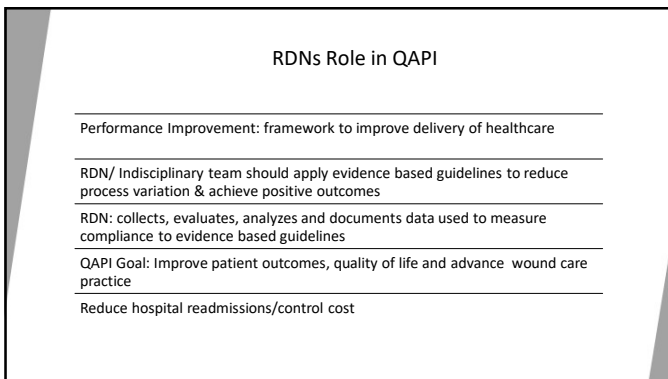 RDNs Role in QAPI
Performance Improvement: framework to improve delivery of healthcare
RDN/ Indisciplinary team should apply evidence based guidelines to reduce
process variation & achieve positive outcomes
RDN: collects, evaluates, analyzes and documents data used to measure
compliance to evidence based guidelines
QAPI Goal: Improve patient outcomes, quality of life and advance  wound care
practice
Reduce hospital readmissions/control cost